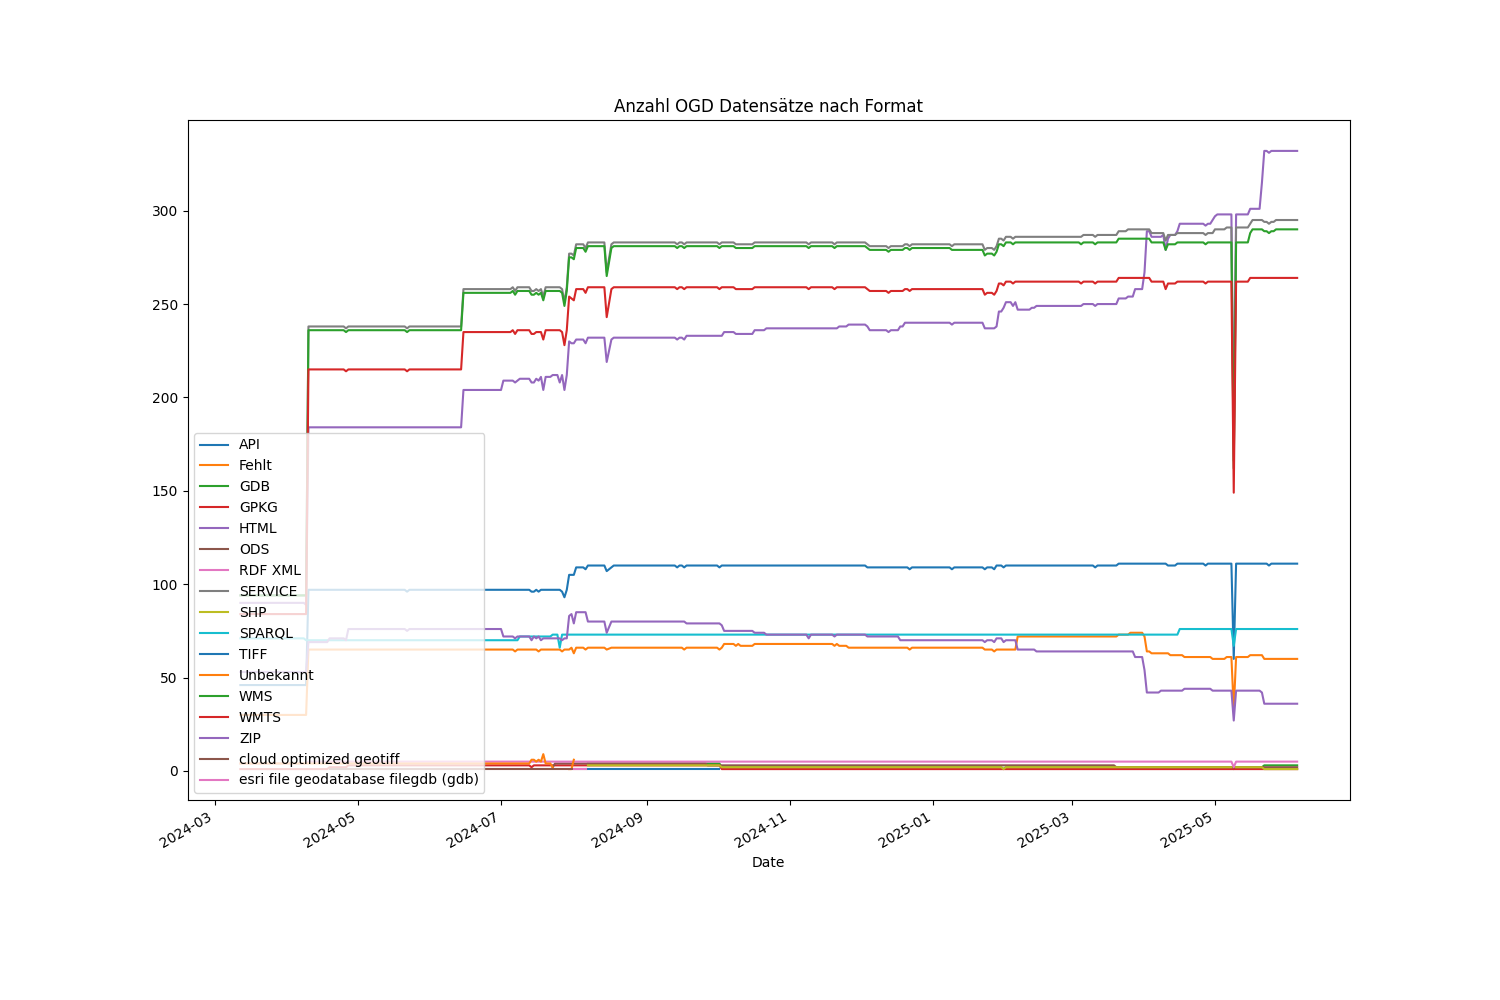 Anzahl OGD Datensätze nach Format
300
250
200
150
100
50
0
API
Fehlt
GDB
GPKG
HTML
ODS
RDF XML
SERVICE
SHP
SPARQL
TIFF
Unbekannt
WMS
WMTS
ZIP
cloud optimized geotiff
esri file geodatabase filegdb (gdb)
2024-03
2024-05
2024-07
2024-09
2024-11
2025-01
2025-03
2025-05
Date